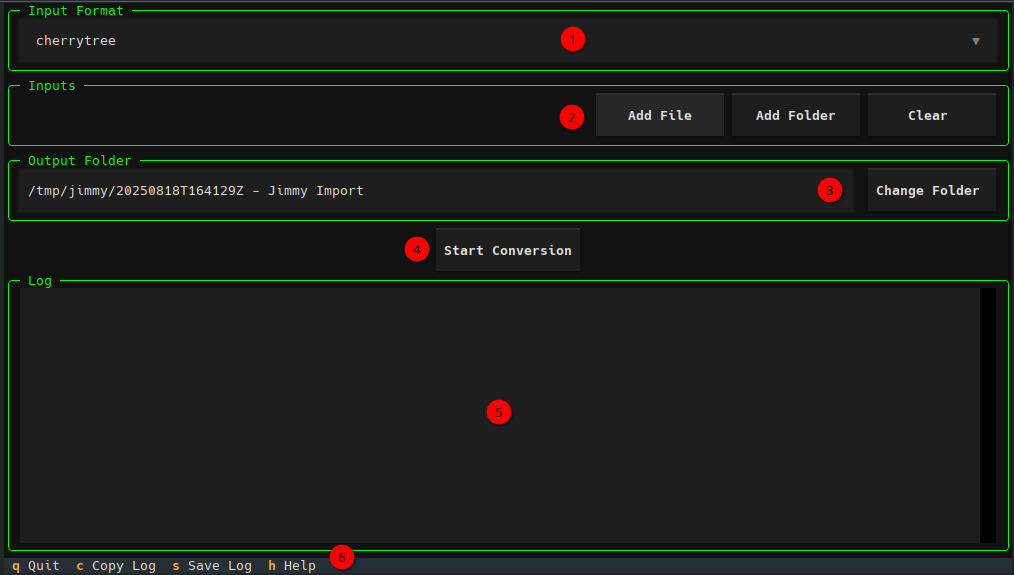 Input Format
cherrytree 1 ▼
Inputs
2 Add File Add Folder Clear
Output Folder
/tmp/jimmy/20250818T164129Z - Jimmy Import 3 Change Folder
4 Start Conversion
Log
5
6
q Quit c Copy Log s Save Log h Help